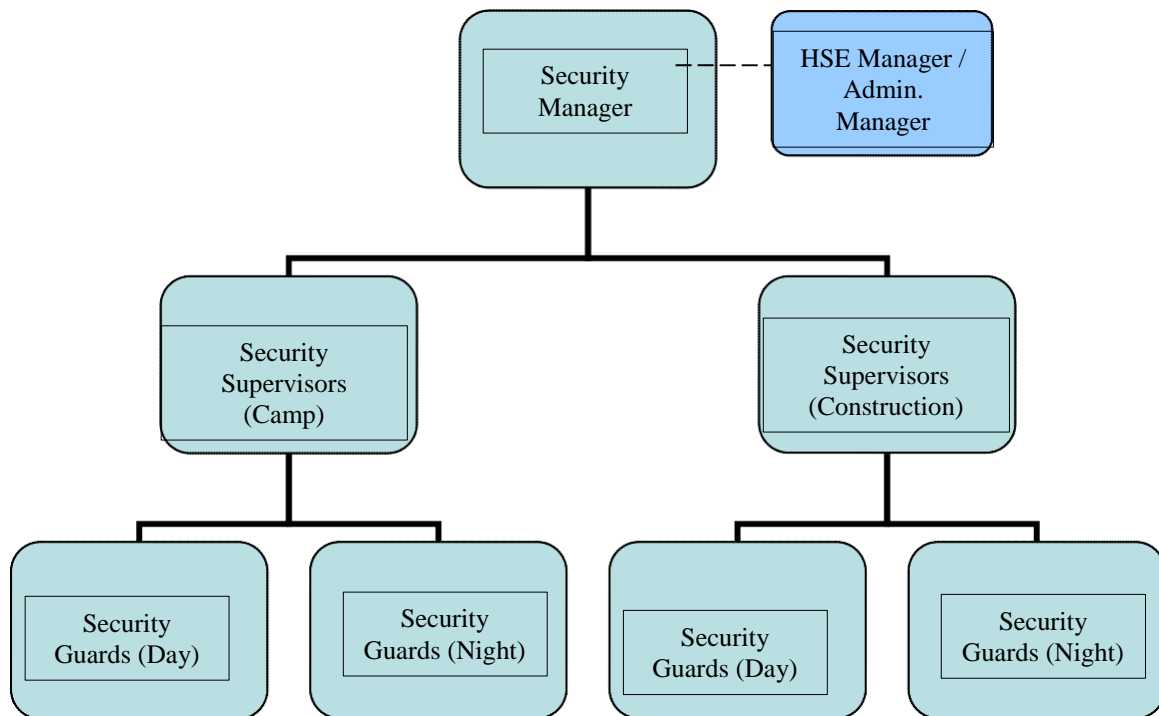 Security
Manager
HSE Manager /
Admin.
Manager
Security
Supervisors
(Camp)
Security
Supervisors
(Construction)
Security
Guards (Day)
Security
Guards (Night)
Security
Guards (Day)
Security
Guards (Night)